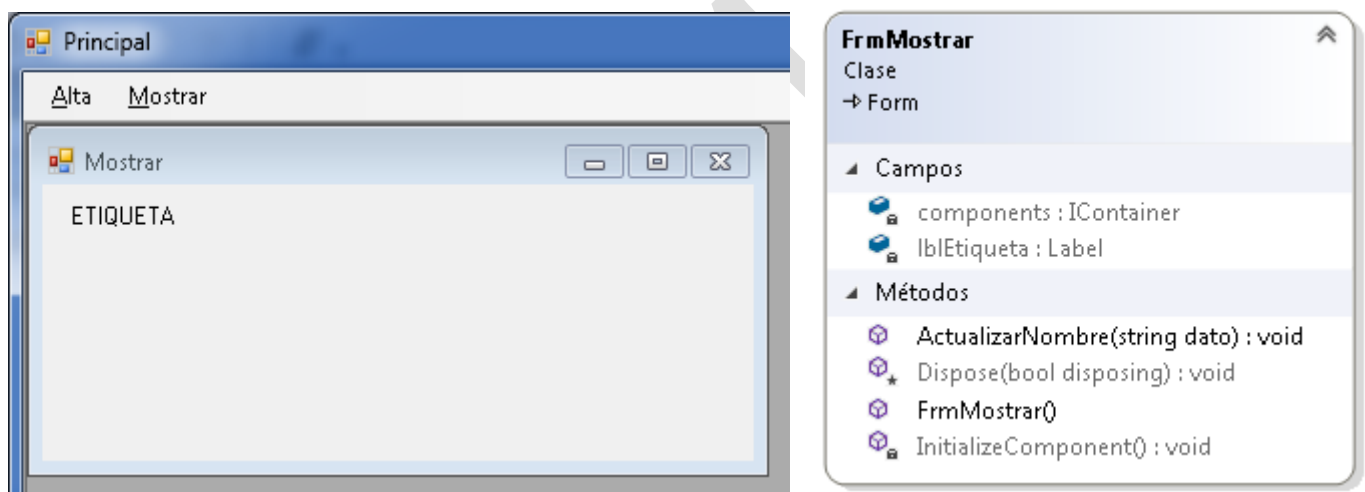 Principal
Alta Mostrar
Mostrar
ETIQUETA
FrmMostrar
Clase
Form
Campos
components : IContainer
lblEtiqueta : Label
Métodos
ActualizarNombre(string dato) : void
Dispose(bool disposing) : void
FrmMostrar()
InitializeComponent() : void